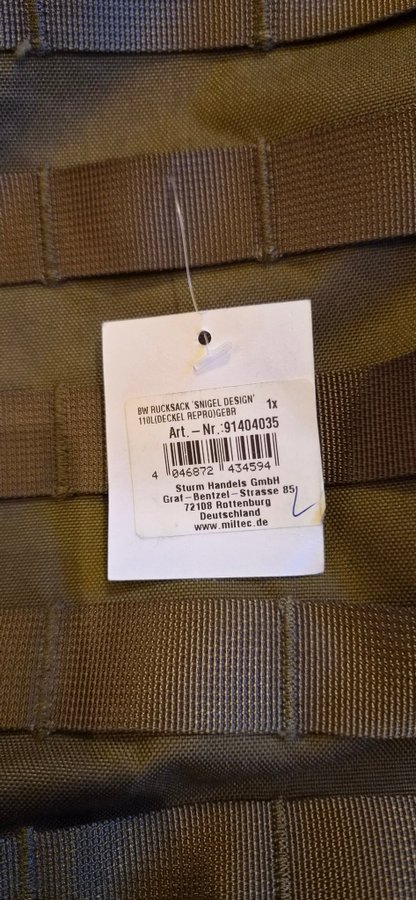 BW RUCKSACK 'SNIGEL DESIGN' 1x
110L(DECKEL REPRO)GEBR
Art.-Nr.:91404035
4 046872 434594
Sturm Handels GmbH
Graf-Bentzel-Strasse 85
72108 Rottenburg
Deutschland
www.miltec.de